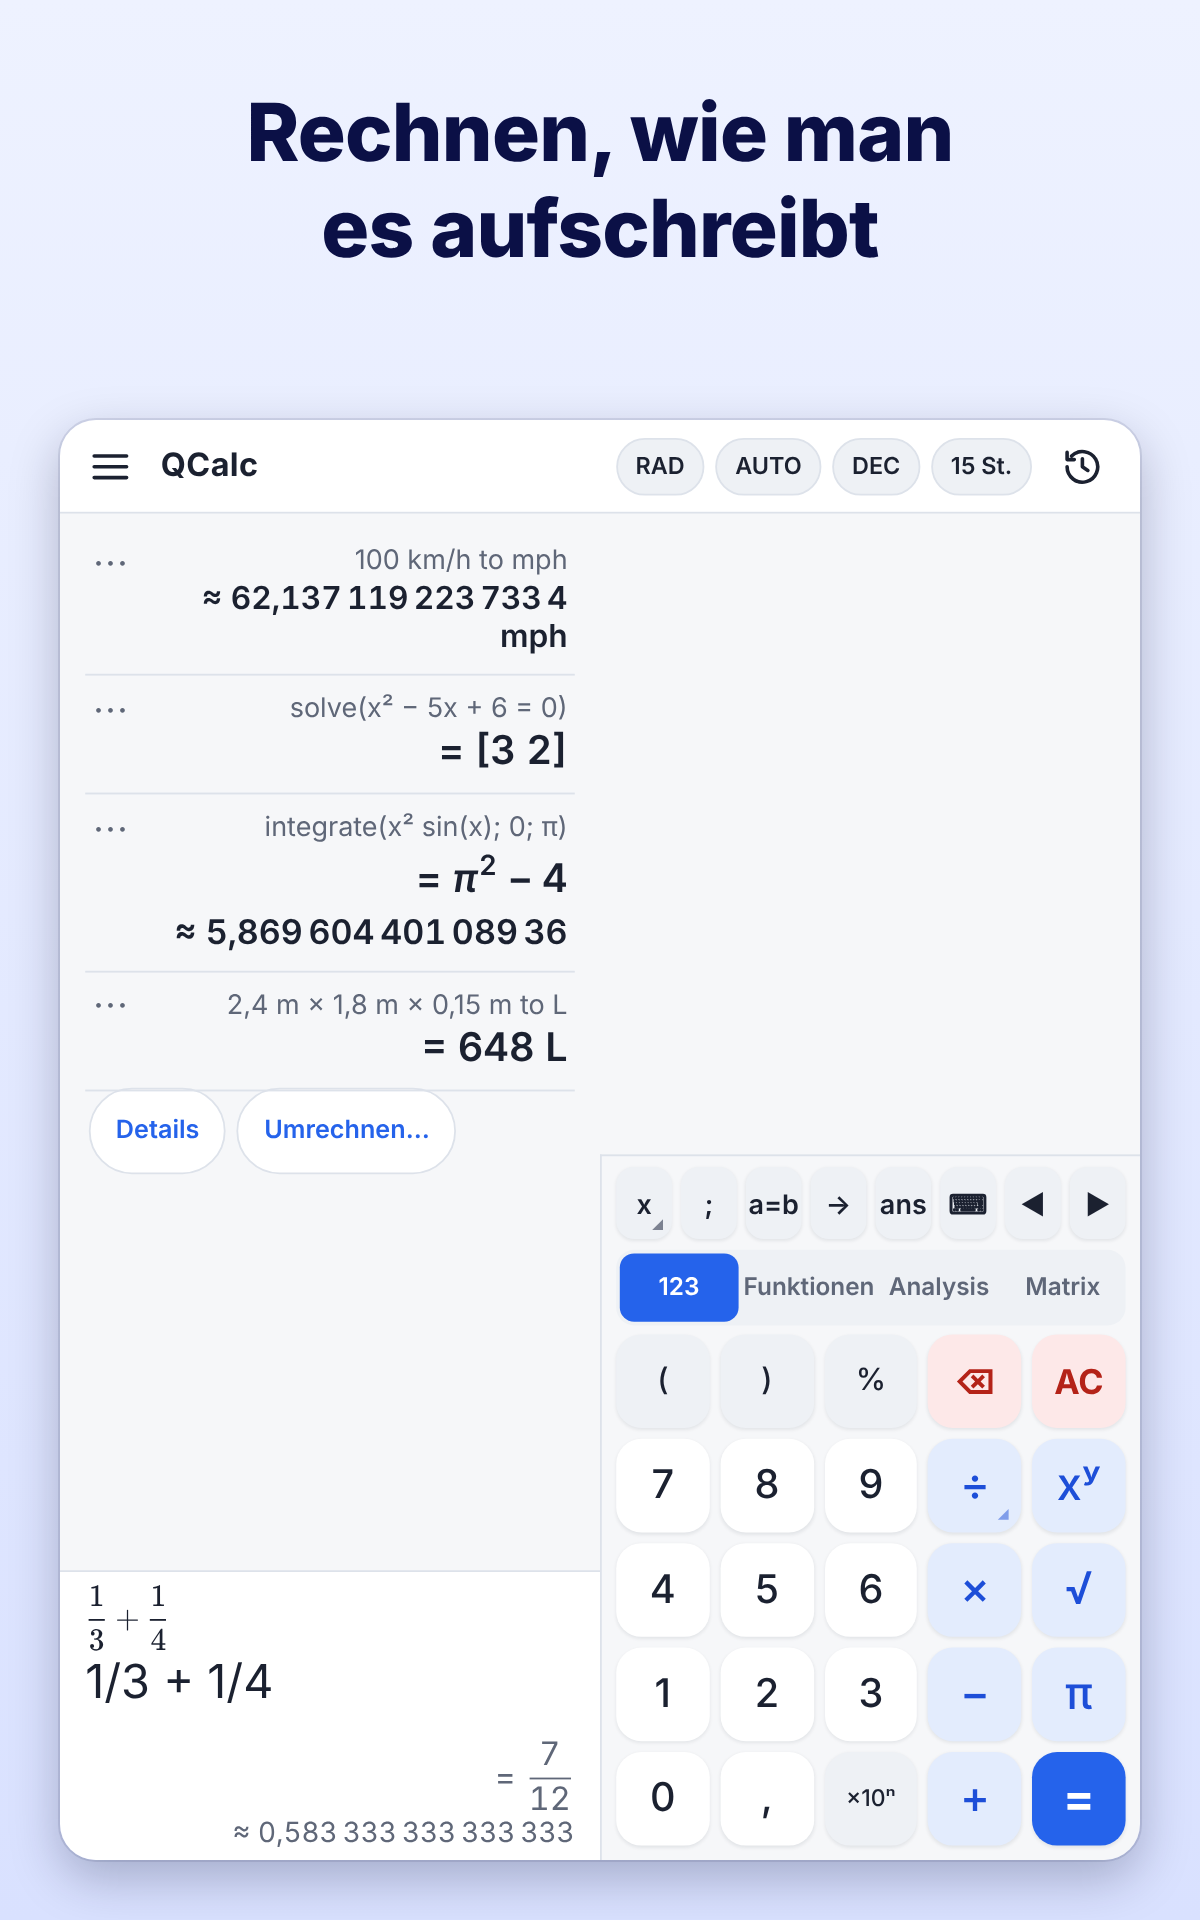 Rechnen, wie man
es aufschreibt
QCalc
RAD AUTO DEC 15 St.
100 km/h to mph
≈ 62,137 119 223 733 4
mph
solve(x² − 5x + 6 = 0)
= [3 2]
integrate(x² sin(x); 0; π)
= π² − 4
≈ 5,869 604 401 089 36
2,4 m × 1,8 m × 0,15 m to L
= 648 L
Details Umrechnen...
1/3 + 1/4
1/3 + 1/4
= 7/12
≈ 0,583 333 333 333 333
x ; a=b → ans ⌨ ◀ ▶
123 Funktionen Analysis Matrix
( ) % ⌫ AC
7 8 9 ÷ xʸ
4 5 6 × √
1 2 3 − π
0 , ×10ⁿ + =